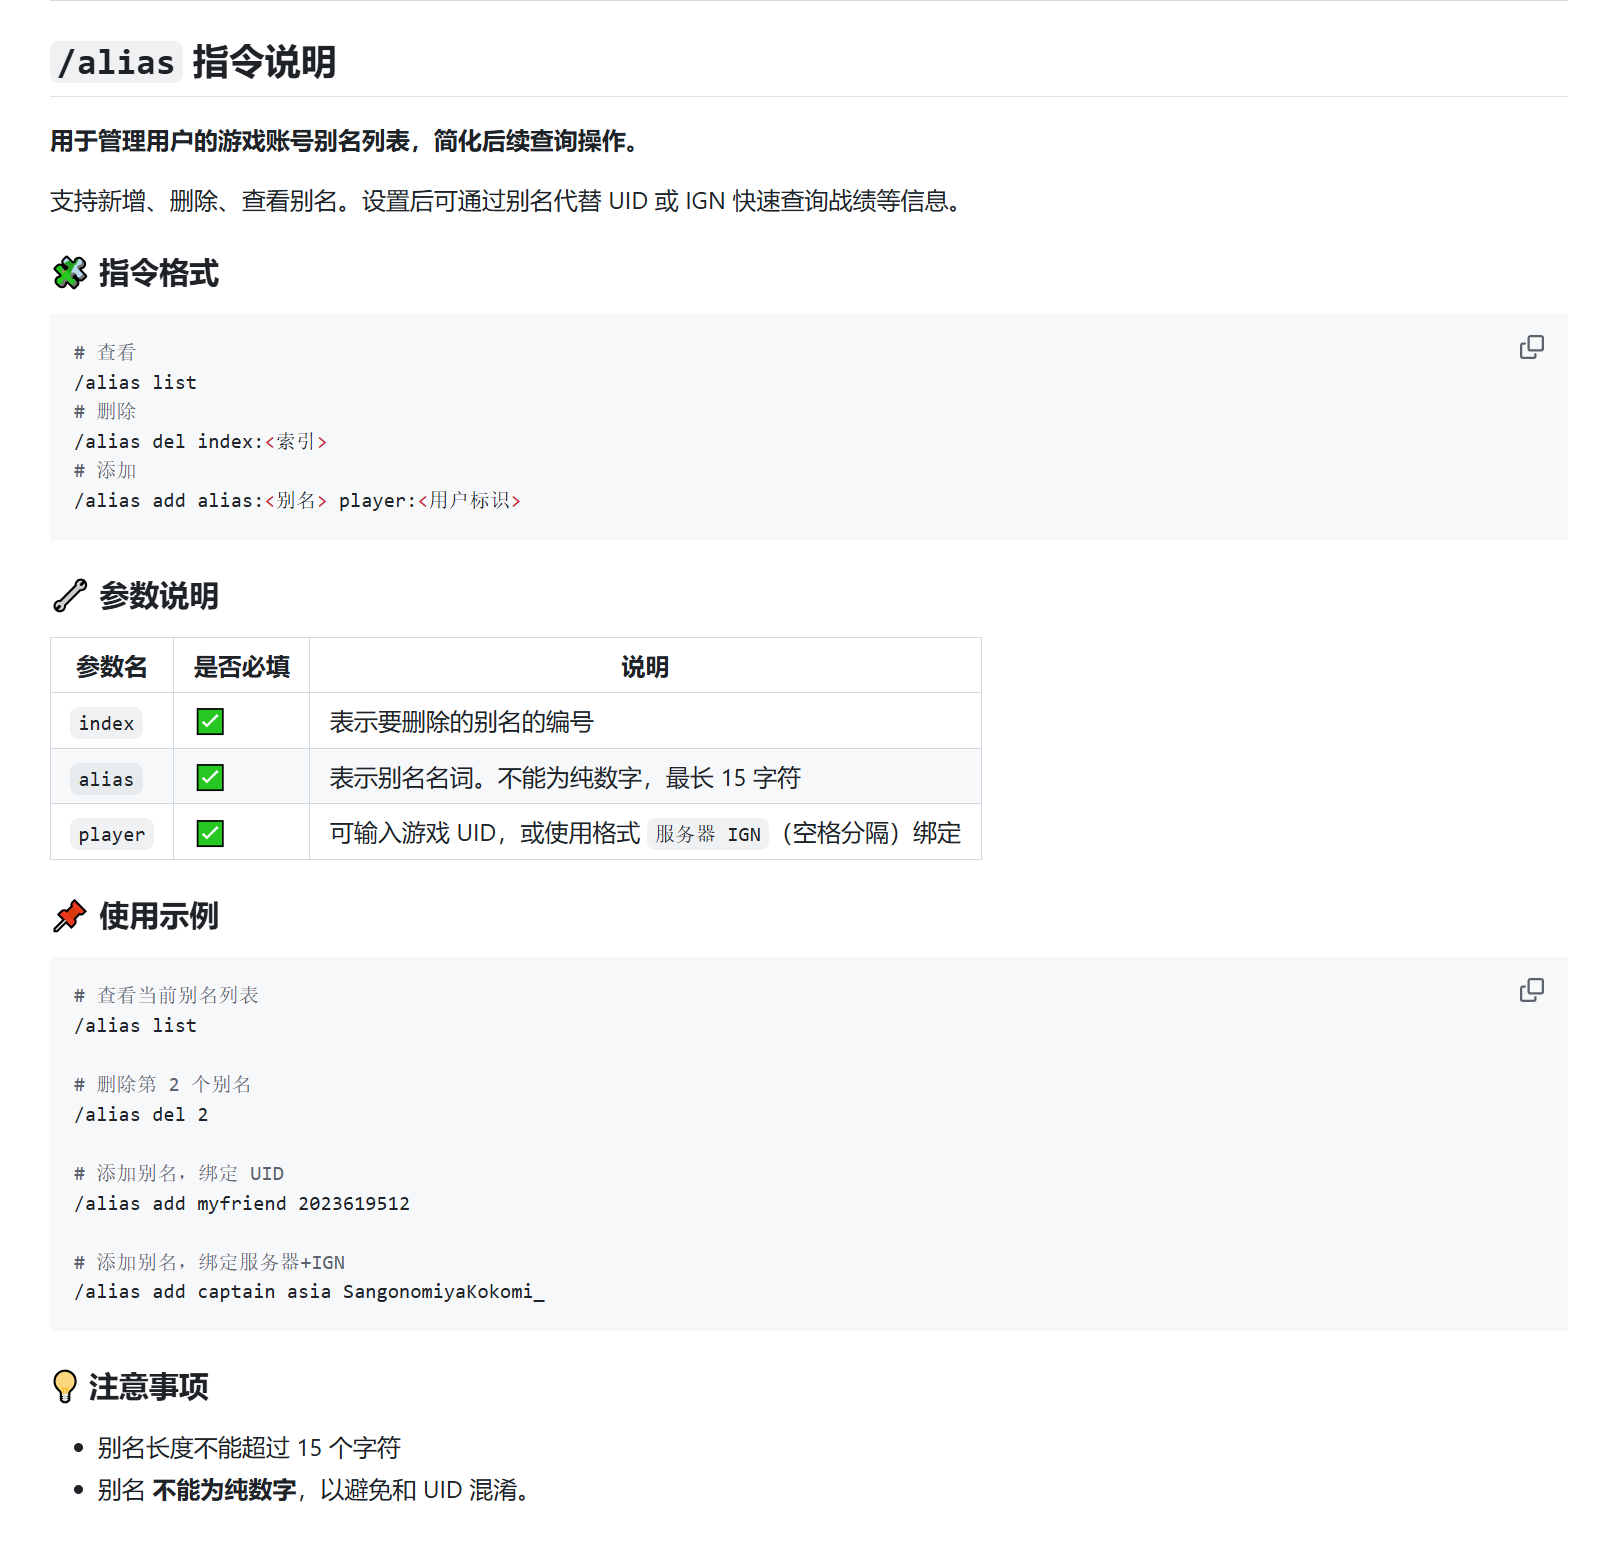 /alias 指令说明
用于管理用户的游戏账号别名列表，简化后续查询操作。
支持新增、删除、查看别名。设置后可通过别名代替 UID 或 IGN 快速查询战绩等信息。
指令格式
# 查看
/alias list
# 删除
/alias del index:<索引>
# 添加
/alias add alias:<别名> player:<用户标识>
参数说明
参数名 是否必填 说明
index ✅ 表示要删除的别名的编号
alias ✅ 表示别名名词。不能为纯数字，最长 15 字符
player ✅ 可输入游戏 UID，或使用格式 服务器 IGN（空格分隔）绑定
使用示例
# 查看当前别名列表
/alias list
# 删除第 2 个别名
/alias del 2
# 添加别名，绑定 UID
/alias add myfriend 2023619512
# 添加别名，绑定服务器+IGN
/alias add captain asia SangonomiyaKokomi_
注意事项
• 别名长度不能超过 15 个字符
• 别名 不能为纯数字，以避免和 UID 混淆。